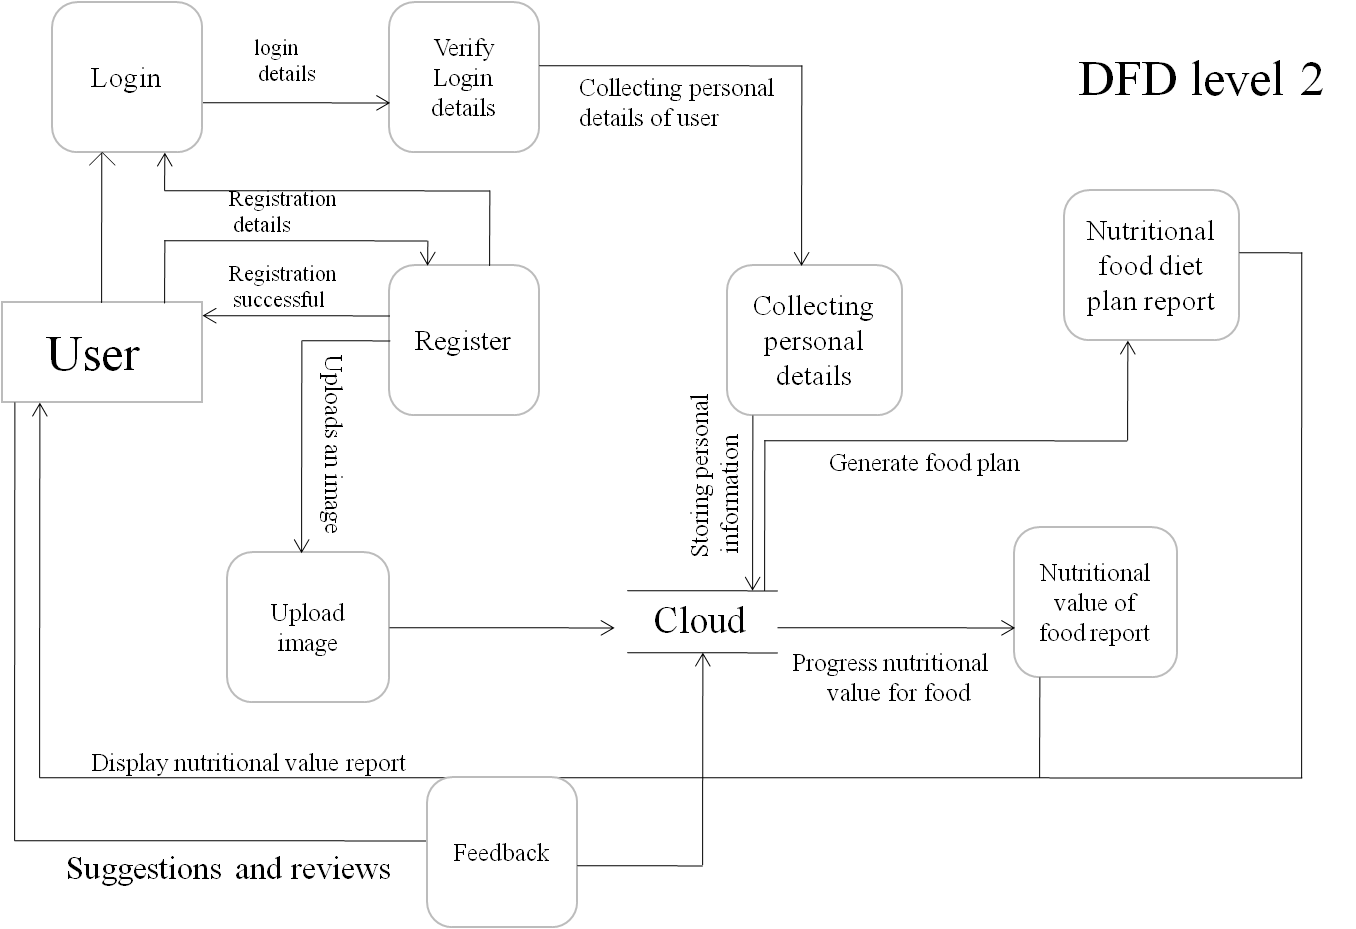 Login
login
details
Verify
Login
details
Collecting personal
details of user
DFD level 2
Registration
details
Registration
successful
User
Register
Collecting
personal
details
Nutritional
food diet
plan report
Uploads an image
Storing personal
information
Generate food plan
Upload
image
Cloud
Nutritional
value of
food report
Progress nutritional
value for food
Display nutritional value report
Feedback
Suggestions and reviews